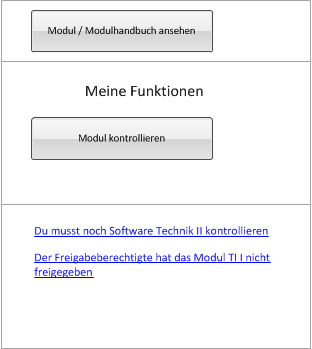 Modul / Modulhandbuch ansehen
Meine Funktionen
Modul kontrollieren
Du musst noch Software Technik II kontrollieren
Der Freigabeberechtigte hat das Modul TI I nicht
freigegeben